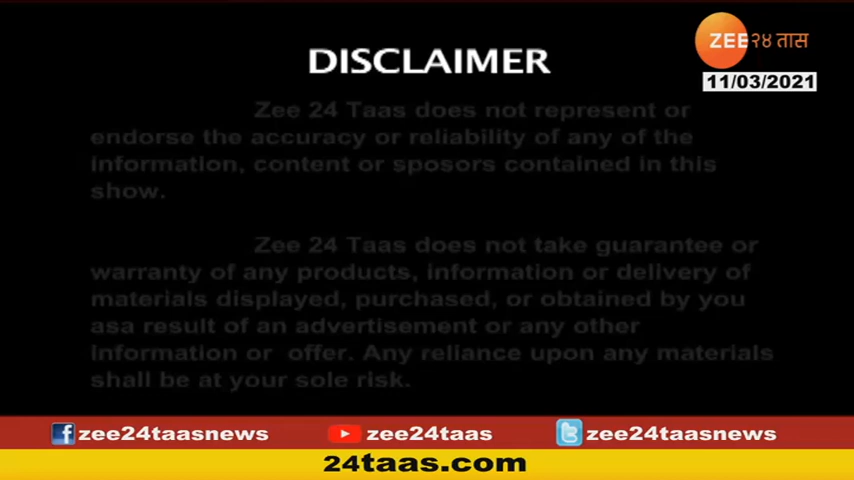 ZEE२४ तास
DISCLAIMER
11/03/2021
Zee 24 Taas does not represent or
endorse the accuracy or reliability of any of the
information, content or sposors contained in this
show.
Zee 24 Taas does not take guarantee or
warranty of any products, information or delivery of
materials displayed, purchased, or obtained by you
asa result of an advertisement or any other
information or offer. Any reliance upon any materials
shall be at your sole risk.
zee24taasnews zee24taas zee24taasnews
24taas.com